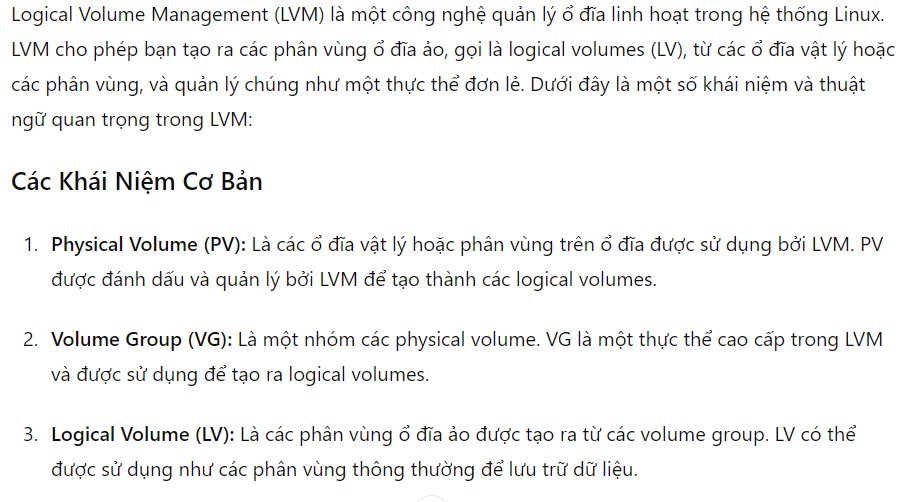 Logical Volume Management (LVM) là một công nghệ quản lý ổ đĩa linh hoạt trong hệ thống Linux.
LVM cho phép bạn tạo ra các phân vùng ổ đĩa ảo, gọi là logical volumes (LV), từ các ổ đĩa vật lý hoặc
các phân vùng, và quản lý chúng như một thực thể đơn lẻ. Dưới đây là một số khái niệm và thuật
ngữ quan trọng trong LVM:
Các Khái Niệm Cơ Bản
1. Physical Volume (PV): Là các ổ đĩa vật lý hoặc phân vùng trên ổ đĩa được sử dụng bởi LVM. PV
được đánh dấu và quản lý bởi LVM để tạo thành các logical volumes.
2. Volume Group (VG): Là một nhóm các physical volume. VG là một thực thể cao cấp trong LVM
và được sử dụng để tạo ra logical volumes.
3. Logical Volume (LV): Là các phân vùng ổ đĩa ảo được tạo ra từ các volume group. LV có thể
được sử dụng như các phân vùng thông thường để lưu trữ dữ liệu.